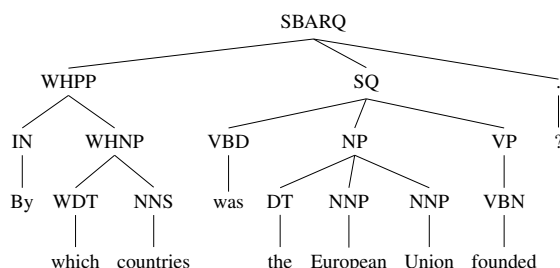 SBARQ
WHPP SQ .
IN WHNP VBD NP VP ?
By WDT NNS was DT NNP NNP VBN
which countries the European Union founded